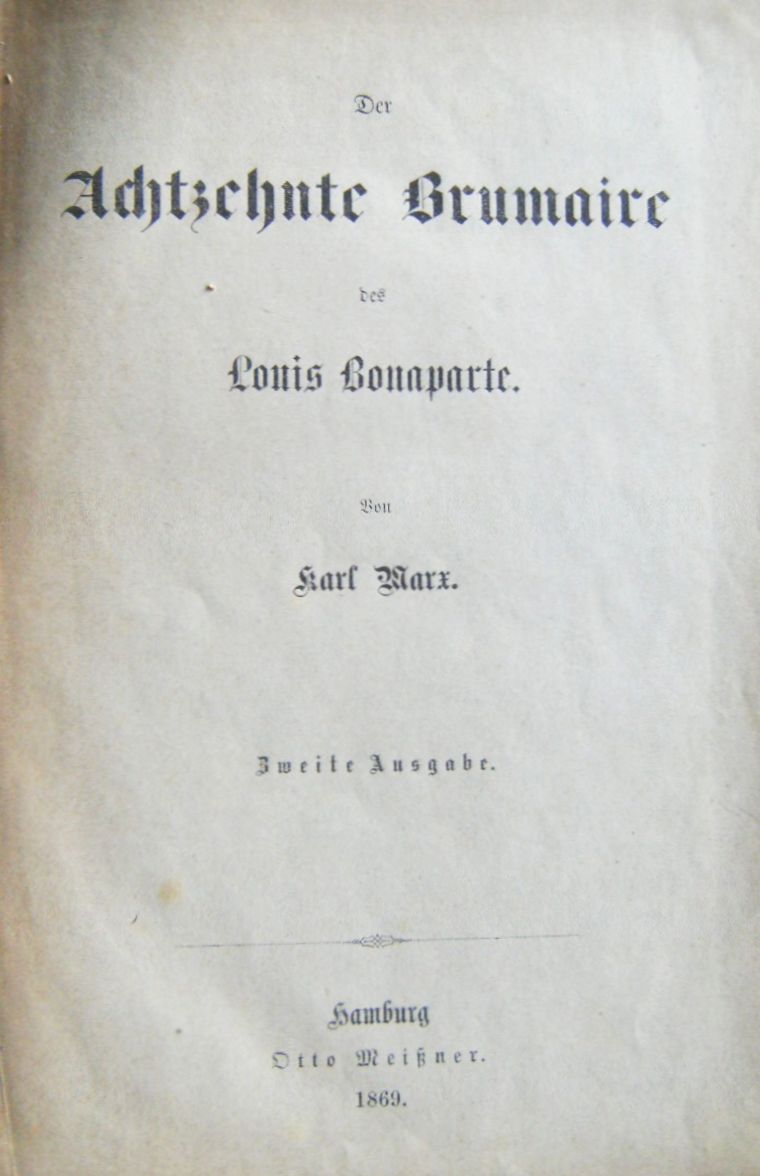 Der
Achtzehnte Brumaire
des
Louis Bonaparte.
Von
Karl Marx.
Zweite Ausgabe.
Hamburg
Otto Meißner.
1869.